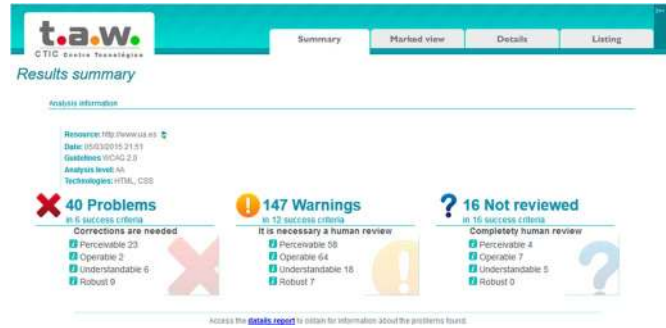 t.a.w.
CTIC Centro Tecnológico
Summary
Marked view
Details
Listing
Results summary
Analysis information
Resource: http://www.ua.es
Date: 05/03/2015 21:51
Guidelines WCAG 2.0
Analysis level: AA
Technologies: HTML, CSS
40 Problems
in 6 success criteria
Corrections are needed
Perceivable 23
Operable 2
Understandable 6
Robust 9
147 Warnings
in 12 success criteria
It is necessary a human review
Perceivable 58
Operable 64
Understandable 18
Robust 7
16 Not reviewed
in 16 success criteria
Completety human review
Perceivable 4
Operable 7
Understandable 5
Robust 0
Access the datails report to obtain for information about the problems found.